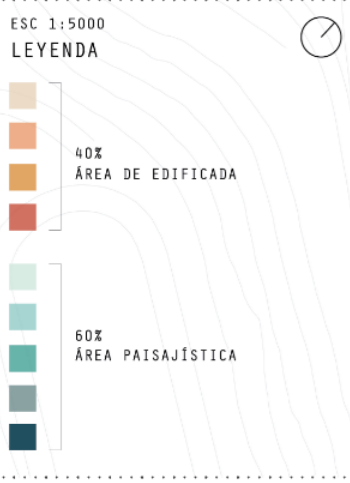 ESC 1:5000
LEYENDA
40%
ÁREA DE EDIFICADA
60%
ÁREA PAISAJÍSTICA